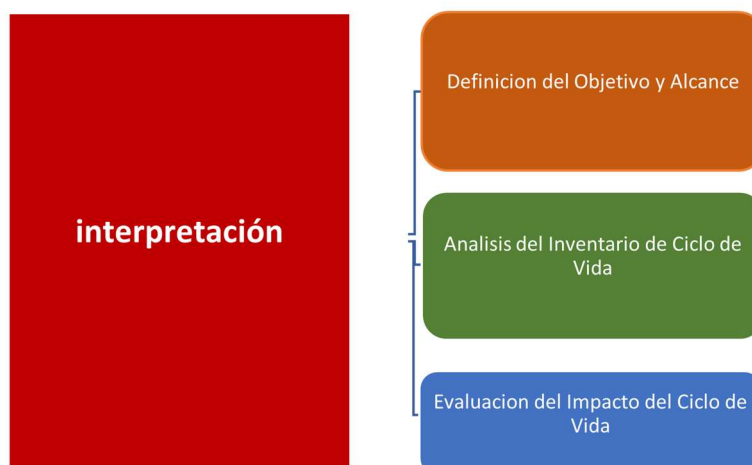 interpretación
Definicion del Objetivo y Alcance
Analisis del Inventario de Ciclo de
Vida
Evaluacion del Impacto del Ciclo de
Vida